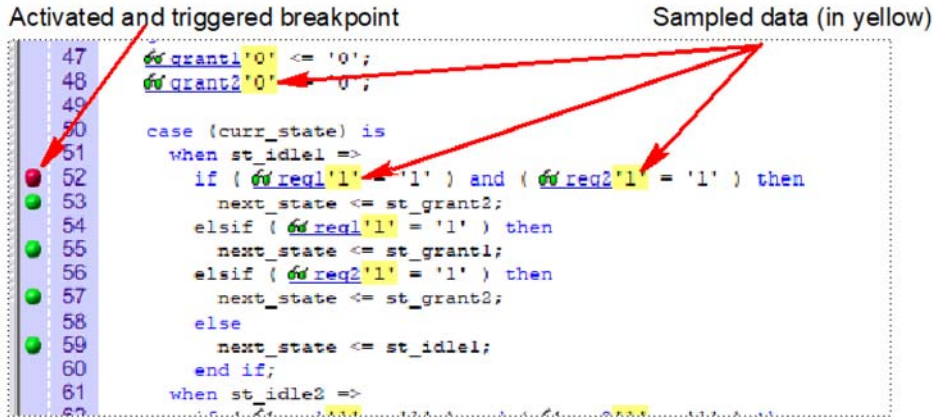 Activated and triggered breakpoint
Sampled data (in yellow)
47 grant1'0' <= '0';
48 grant2'0' <= '0';
49
50 case (curr_state) is
51 when st_idle1 =>
52 if ( req1'1' = '1' ) and ( req2'1' = '1' ) then
53 next_state <= st_grant2;
54 elsif ( req1'1' = '1' ) then
55 next_state <= st_grant1;
56 elsif ( req2'1' = '1' ) then
57 next_state <= st_grant2;
58 else
59 next_state <= st_idle1;
60 end if;
61 when st_idle2 =>